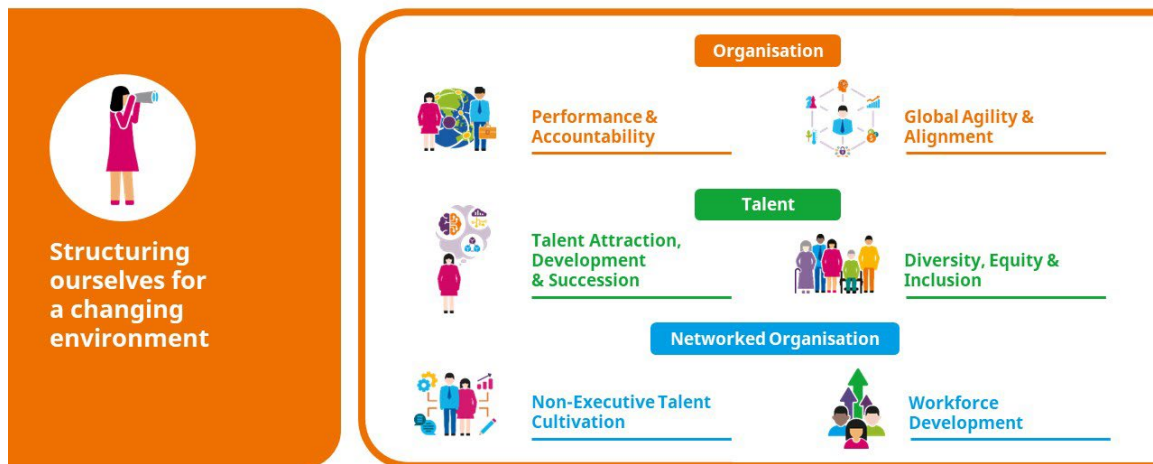 Structuring
ourselves for
a changing
environment
Organisation
Performance &
Accountability
Global Agility &
Alignment
Talent
Talent Attraction,
Development
& Succession
Diversity, Equity &
Inclusion
Networked Organisation
Non-Executive Talent
Cultivation
Workforce
Development